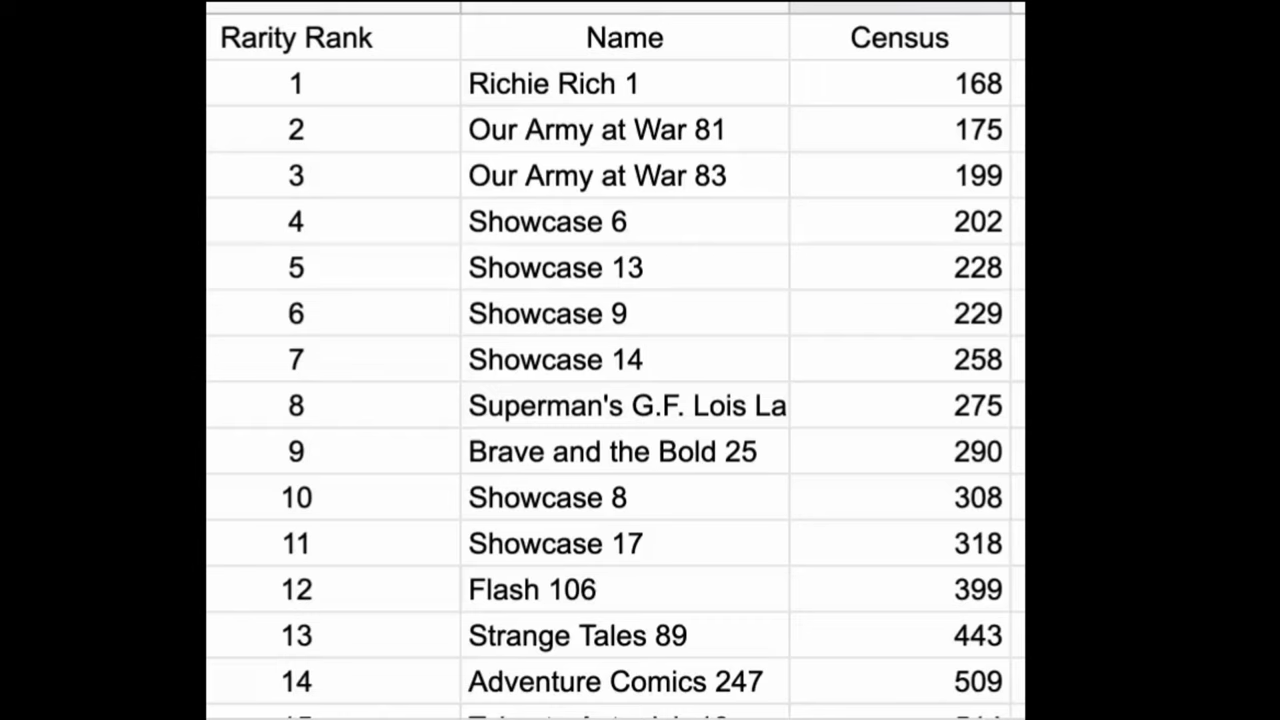 Rarity Rank Name Census
1 Richie Rich 1 168
2 Our Army at War 81 175
3 Our Army at War 83 199
4 Showcase 6 202
5 Showcase 13 228
6 Showcase 9 229
7 Showcase 14 258
8 Superman's G.F. Lois La 275
9 Brave and the Bold 25 290
10 Showcase 8 308
11 Showcase 17 318
12 Flash 106 399
13 Strange Tales 89 443
14 Adventure Comics 247 509